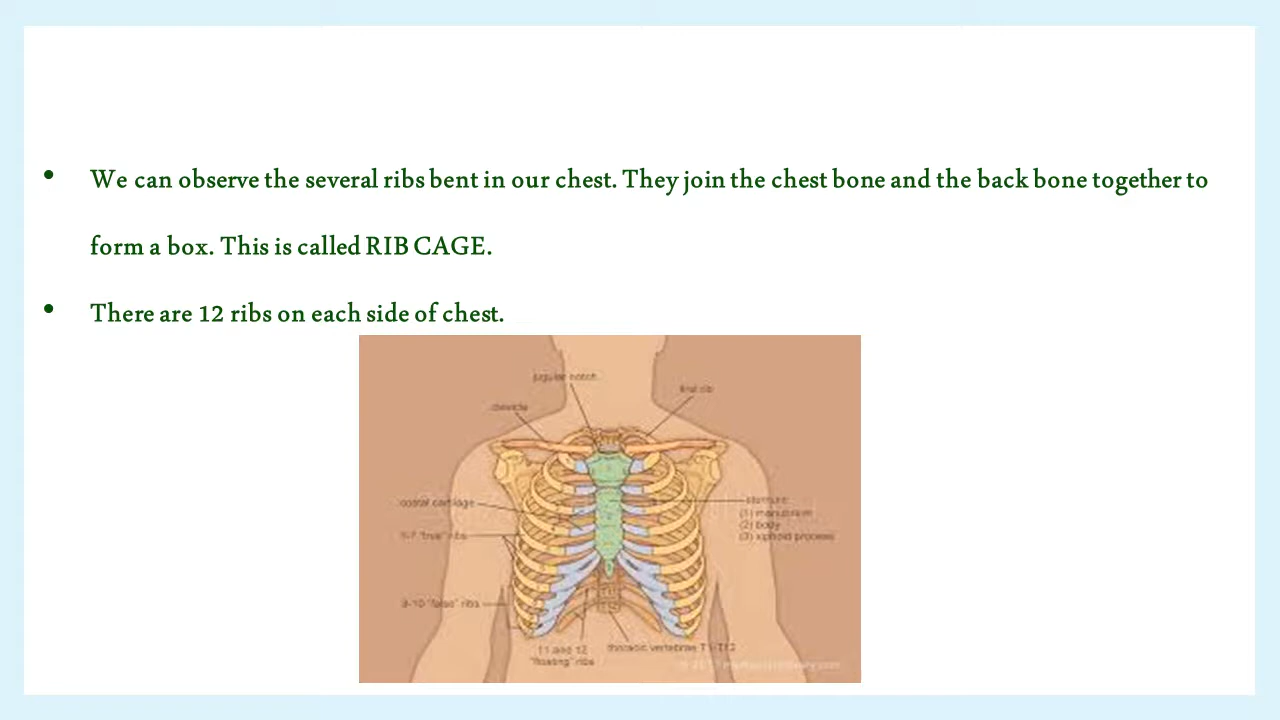 • We can observe the several ribs bent in our chest. They join the chest bone and the back bone together to
form a box. This is called RIB CAGE.
• There are 12 ribs on each side of chest.
jugular notch
first rib
clavicle
costal cartilage
sternum:
(1) manubrium
(2) body
(3) xiphoid process
"true" ribs
8-10 "false" ribs
11 and 12
"floating" ribs
thoracic vertebrae T1-T12